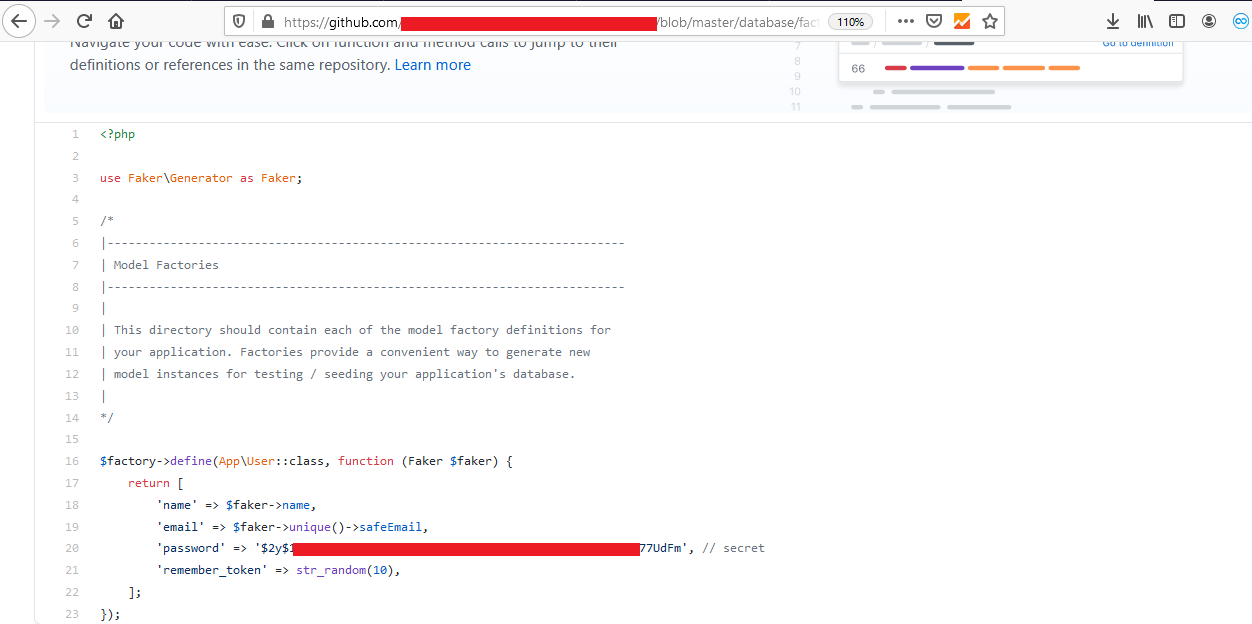 https://github.com/ /blob/master/database/fact 110%
Navigate your code with ease. Click on function and method calls to jump to their
definitions or references in the same repository. Learn more
7
Go to definition
8
66
9
10
11
1 <?php
2
3 use Faker\Generator as Faker;
4
5 /*
6 |--------------------------------------------------------------------------
7 | Model Factories
8 |--------------------------------------------------------------------------
9 |
10 | This directory should contain each of the model factory definitions for
11 | your application. Factories provide a convenient way to generate new
12 | model instances for testing / seeding your application's database.
13 |
14 */
15
16 $factory->define(App\User::class, function (Faker $faker) {
17 return [
18 'name' => $faker->name,
19 'email' => $faker->unique()->safeEmail,
20 'password' => '$2y$1 77UdFm', // secret
21 'remember_token' => str_random(10),
22 ];
23 });